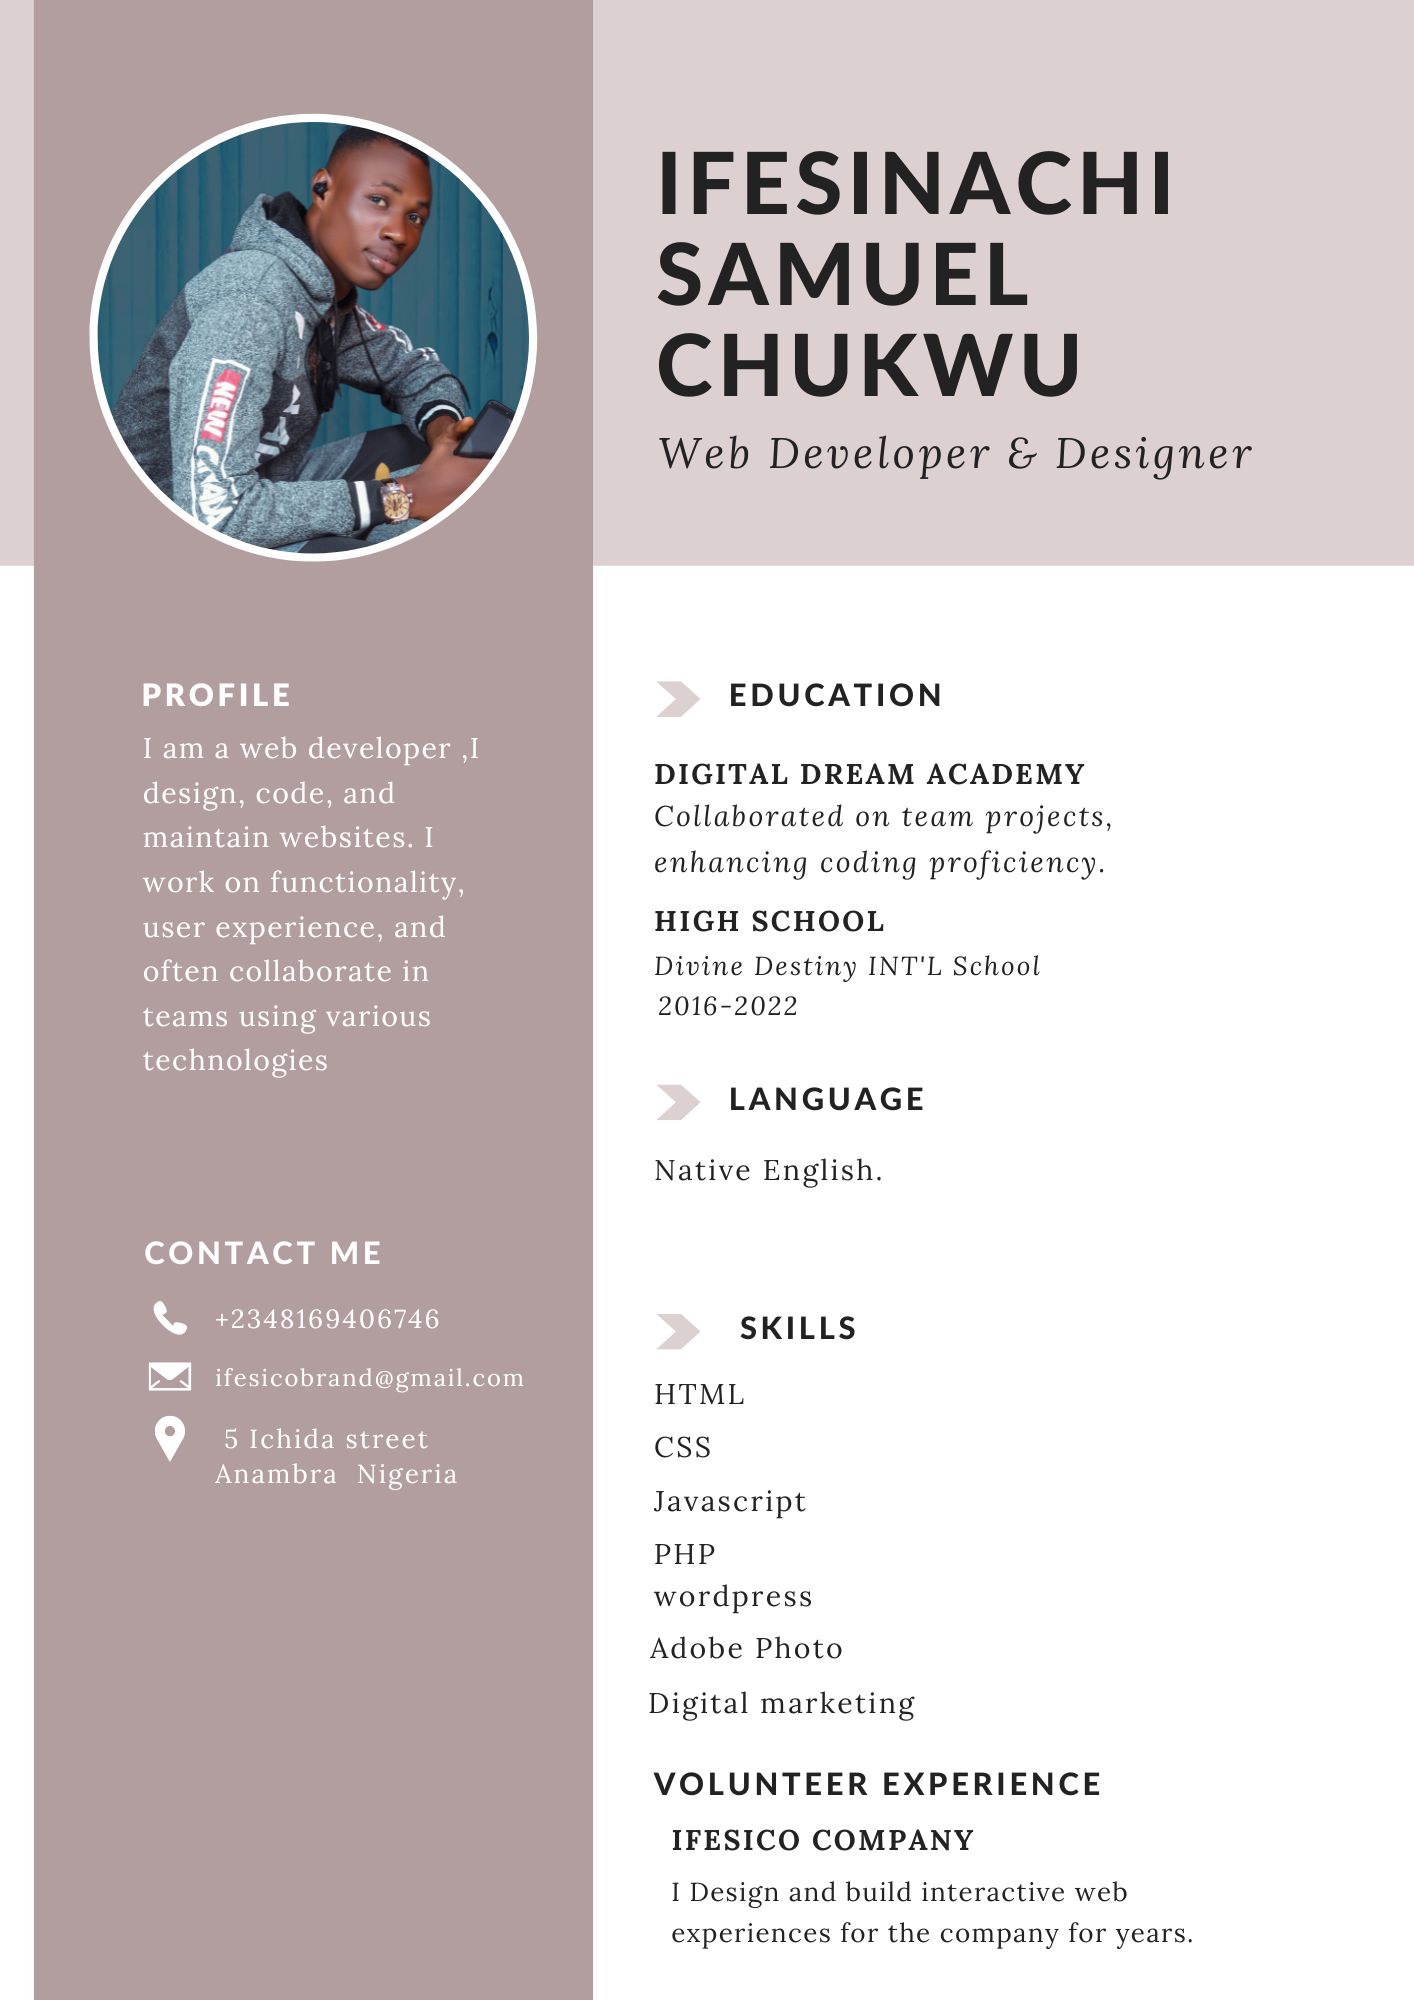 IFESINACHI
SAMUEL
CHUKWU
Web Developer & Designer
NEW
PROFILE
I am a web developer ,I
design, code, and
maintain websites. I
work on functionality,
user experience, and
often collaborate in
teams using various
technologies
CONTACT ME
+2348169406746
ifesicobrand@gmail.com
5 Ichida street
Anambra  Nigeria
EDUCATION
DIGITAL DREAM ACADEMY
Collaborated on team projects,
enhancing coding proficiency.
HIGH SCHOOL
Divine Destiny INT'L School
2016-2022
LANGUAGE
Native English.
SKILLS
HTML
CSS
Javascript
PHP
wordpress
Adobe Photo
Digital marketing
VOLUNTEER EXPERIENCE
IFESICO COMPANY
I Design and build interactive web
experiences for the company for years.